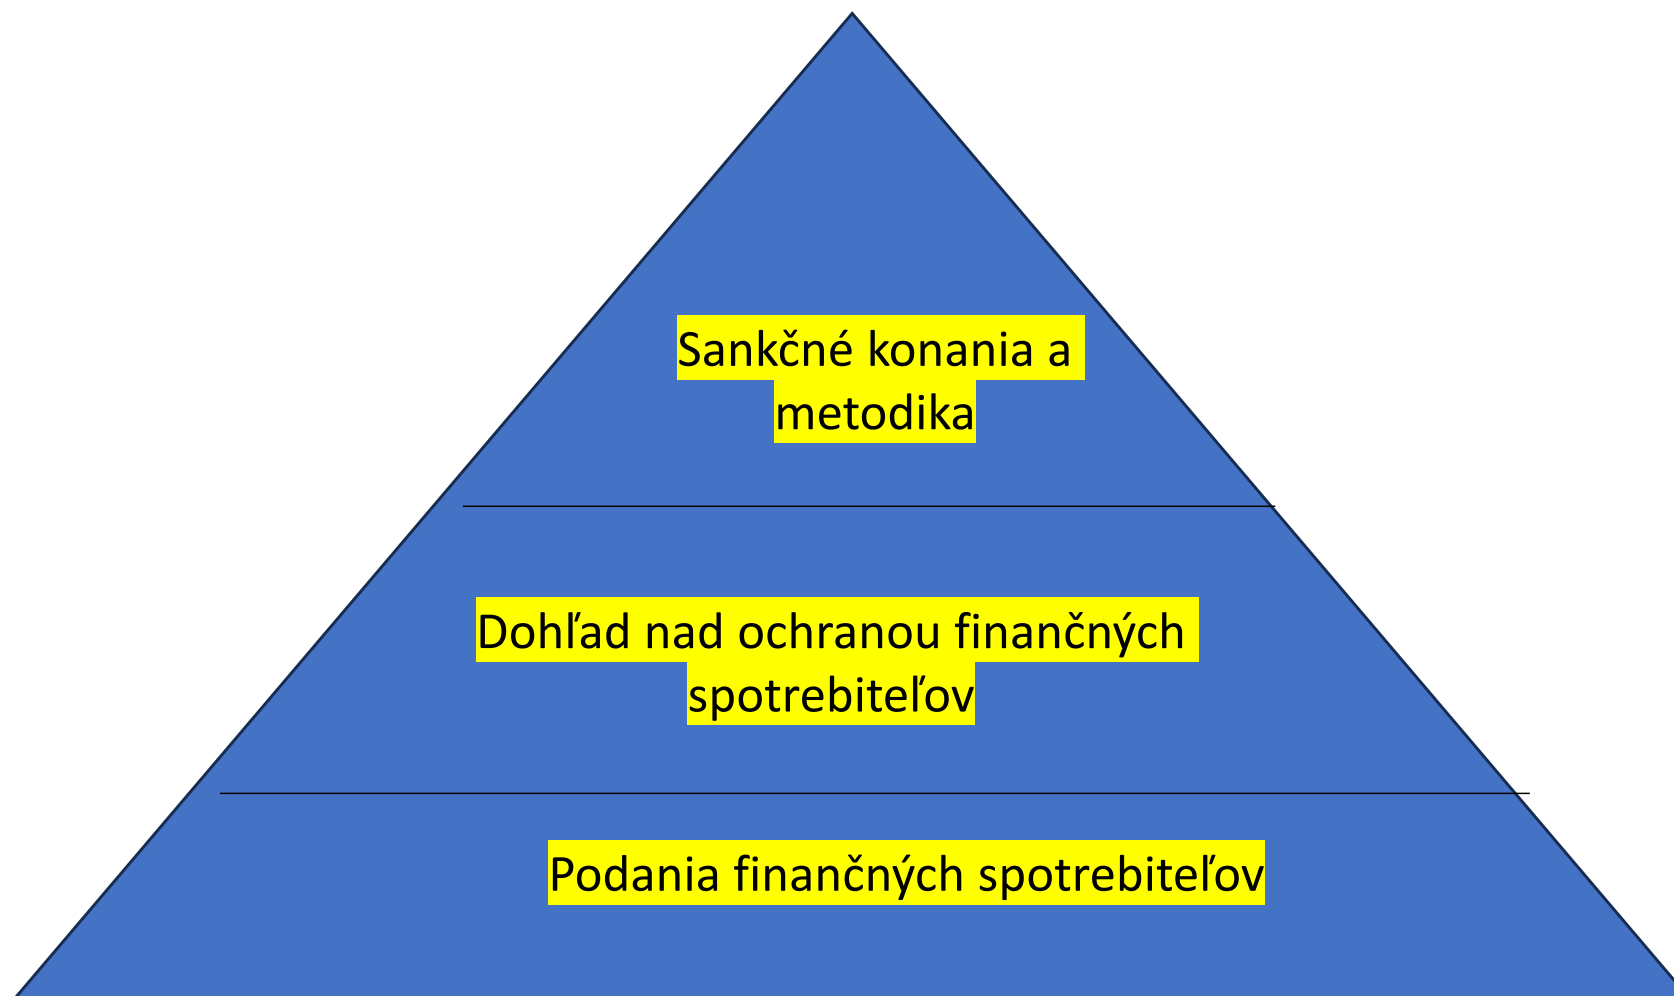 Sankčné konania a
metodika
Dohľad nad ochranou finančných
spotrebiteľov
Podania finančných spotrebiteľov